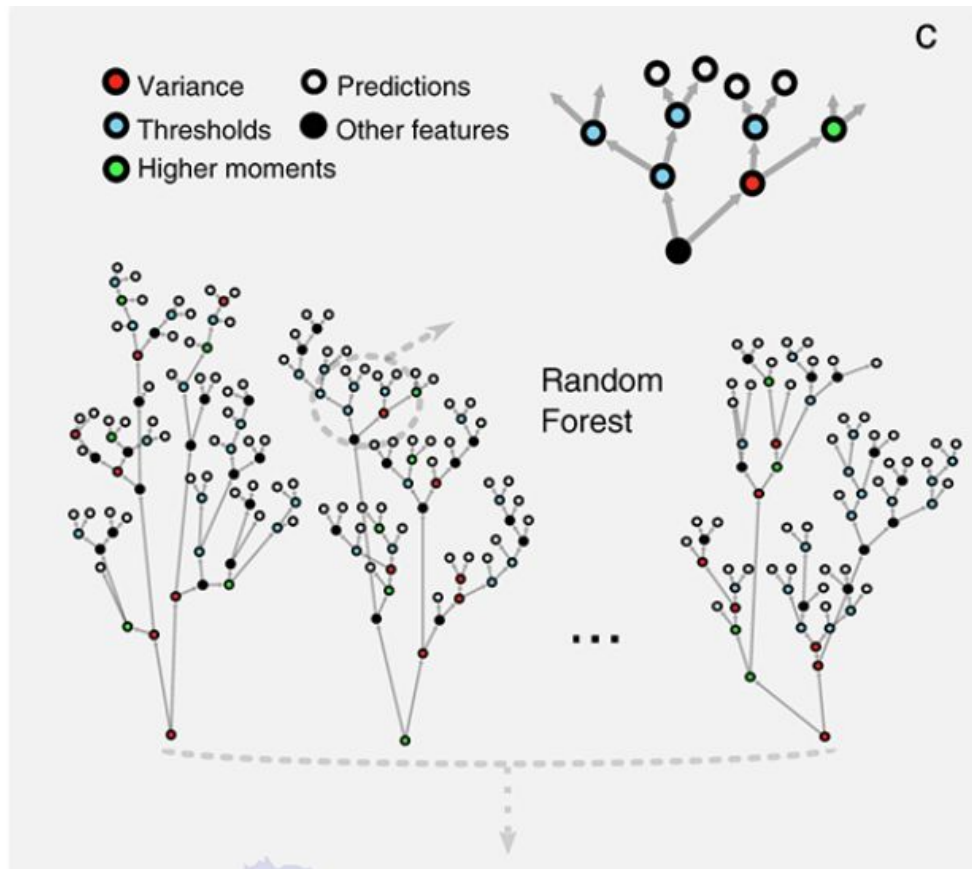 C
Variance
Predictions
Thresholds
Other features
Higher moments
Random
Forest
...